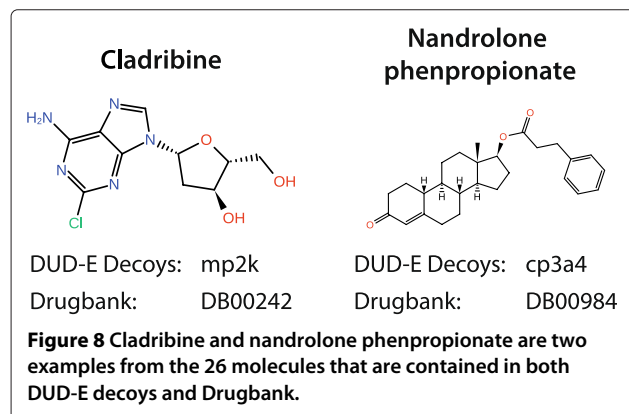 Cladribine
Nandrolone
phenpropionate
H₂N
N
N
N
N
Cl
O
OH
OH
O
O
H
H
H
H
O
DUD-E Decoys: mp2k
Drugbank: DB00242
DUD-E Decoys: cp3a4
Drugbank: DB00984
Figure 8 Cladribine and nandrolone phenpropionate are two
examples from the 26 molecules that are contained in both
DUD-E decoys and Drugbank.